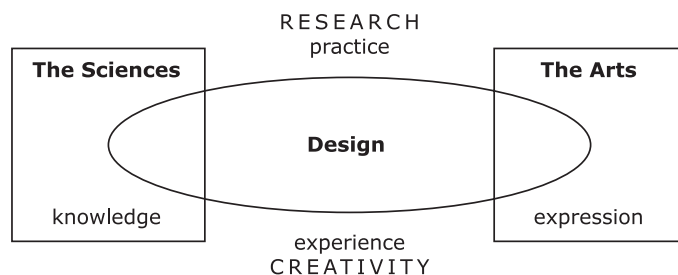 RESEARCH
practice
The Sciences
The Arts
Design
knowledge
expression
experience
CREATIVITY